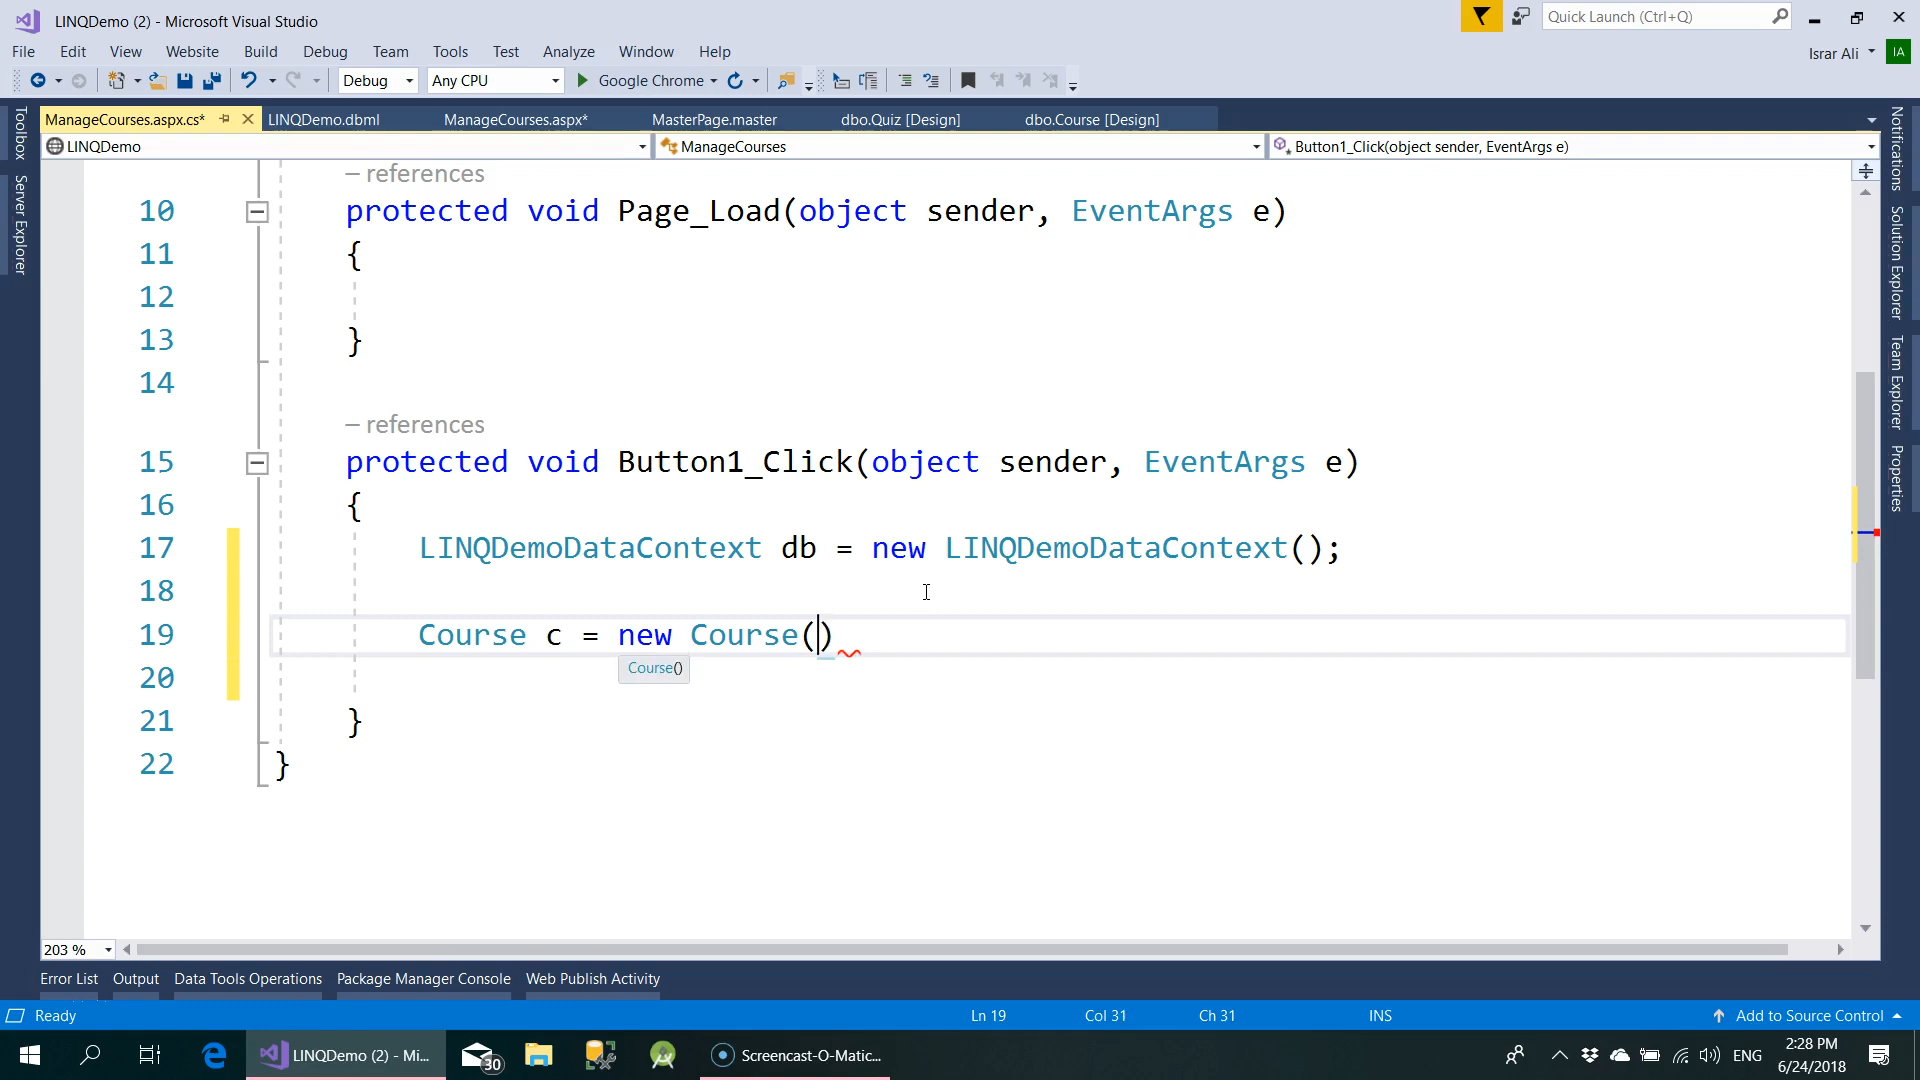 LINQDemo (2) - Microsoft Visual Studio
Quick Launch (Ctrl+Q)
File Edit View Website Build Debug Team Tools Test Analyze Window Help
Israr Ali IA
Debug Any CPU Google Chrome
ManageCourses.aspx.cs* LINQDemo.dbml ManageCourses.aspx* MasterPage.master dbo.Quiz [Design] dbo.Course [Design]
LINQDemo ManageCourses Button1_Click(object sender, EventArgs e)
Toolbox
Server Explorer
Notifications
Solution Explorer
Team Explorer
Properties
– references
10 protected void Page_Load(object sender, EventArgs e)
11 {
12
13 }
14
– references
15 protected void Button1_Click(object sender, EventArgs e)
16 {
17 LINQDemoDataContext db = new LINQDemoDataContext();
18
19 Course c = new Course()
Course()
20
21 }
22 }
203 %
Error List Output Data Tools Operations Package Manager Console Web Publish Activity
Ready Ln 19 Col 31 Ch 31 INS Add to Source Control
LINQDemo (2) - Mi... 30 Screencast-O-Matic... ENG
2:28 PM
6/24/2018